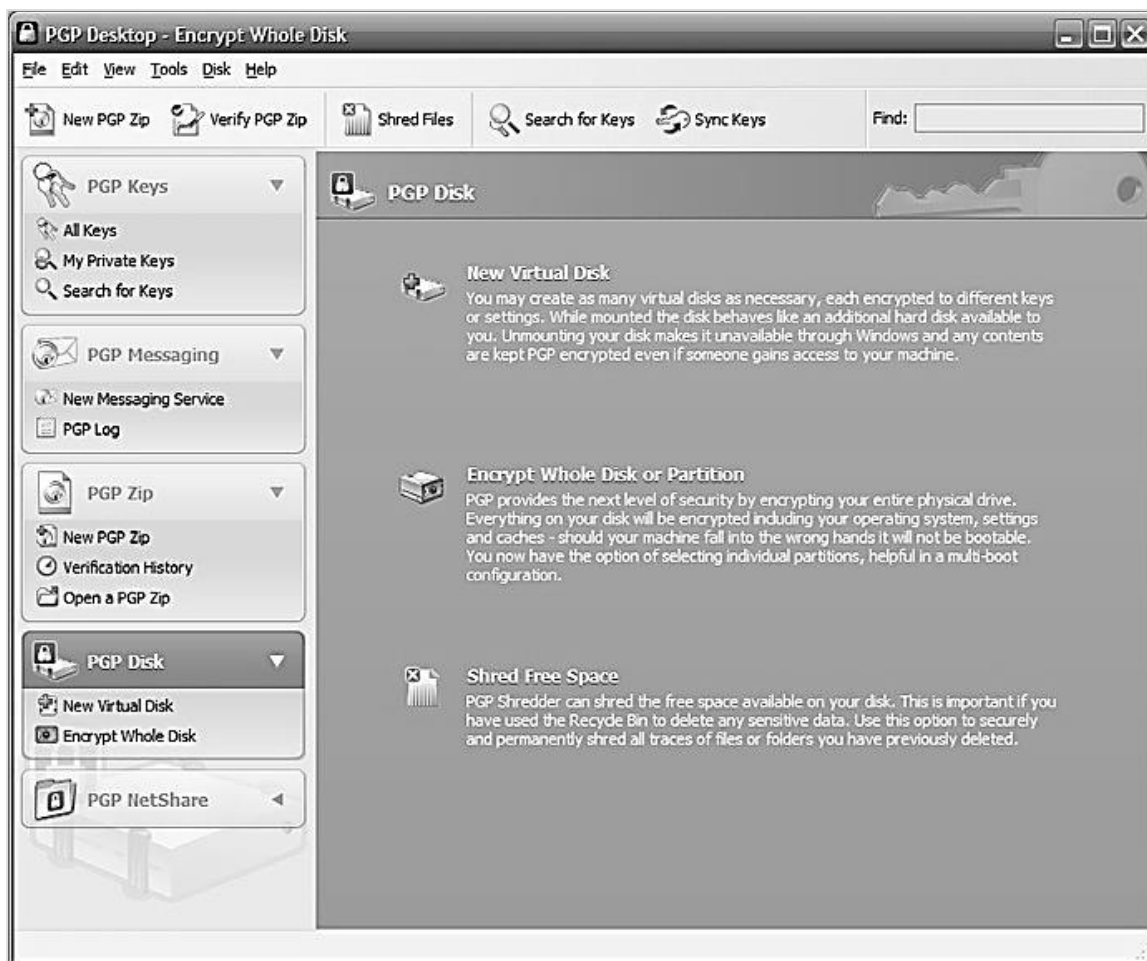 PGP Desktop - Encrypt Whole Disk
File Edit View Tools Disk Help
New PGP Zip Verify PGP Zip Shred Files Search for Keys Sync Keys Find:
PGP Keys
All Keys
My Private Keys
Search for Keys
PGP Messaging
New Messaging Service
PGP Log
PGP Zip
New PGP Zip
Verification History
Open a PGP Zip
PGP Disk
New Virtual Disk
Encrypt Whole Disk
PGP NetShare
PGP Disk
New Virtual Disk
You may create as many virtual disks as necessary, each encrypted to different keys
or settings. While mounted the disk behaves like an additional hard disk available to
you. Unmounting your disk makes it unavailable through Windows and any contents
are kept PGP encrypted even if someone gains access to your machine.
Encrypt Whole Disk or Partition
PGP provides the next level of security by encrypting your entire physical drive.
Everything on your disk will be encrypted including your operating system, settings
and caches - should your machine fall into the wrong hands it will not be bootable.
You now have the option of selecting individual partitions, helpful in a multi-boot
configuration.
Shred Free Space
PGP Shredder can shred the free space available on your disk. This is important if you
have used the Recycle Bin to delete any sensitive data. Use this option to securely
and permanently shred all traces of files or folders you have previously deleted.